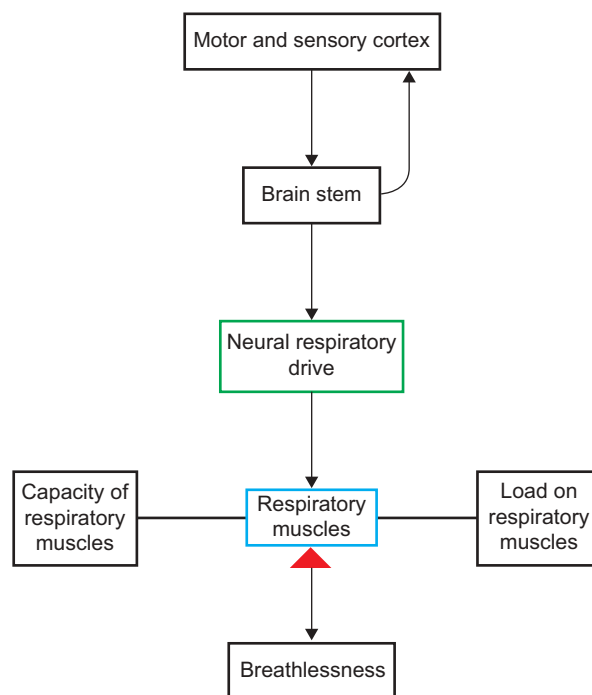 Motor and sensory cortex
Brain stem
Neural respiratory
drive
Capacity of
respiratory
muscles
Respiratory
muscles
Load on
respiratory
muscles
Breathlessness